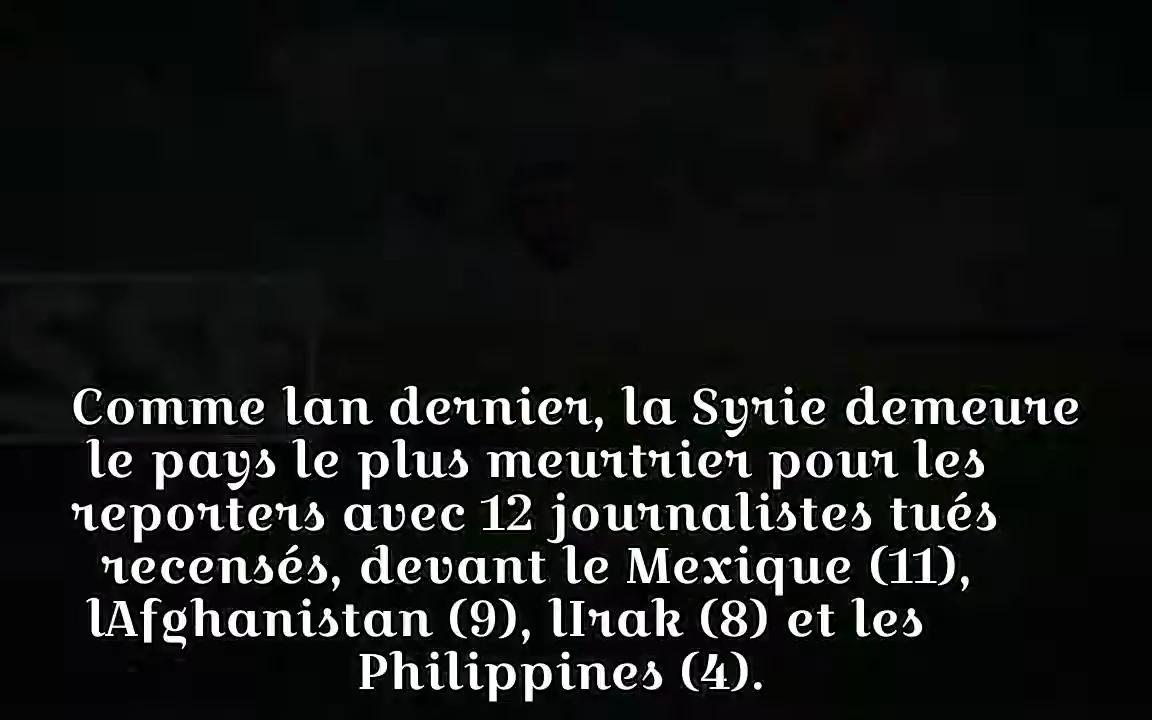 Comme lan dernier, la Syrie demeure
le pays le plus meurtrier pour les
reporters avec 12 journalistes tués
recensés, devant le Mexique (11),
lAfghanistan (9), lIrak (8) et les
Philippines (4).